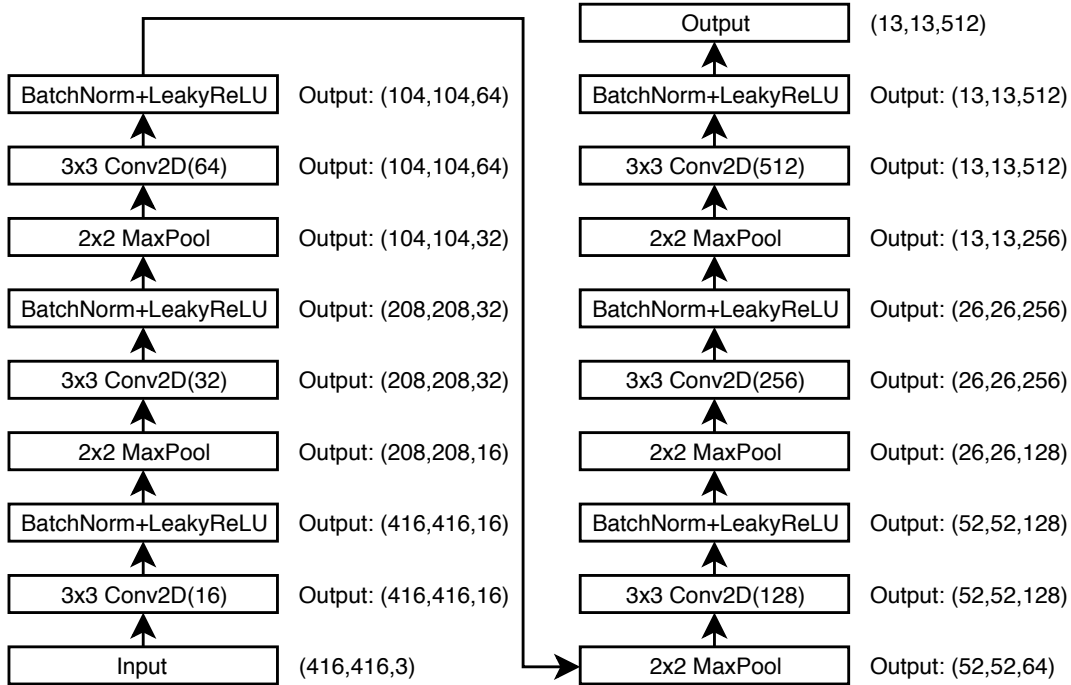 Output (13,13,512)
BatchNorm+LeakyReLU Output: (104,104,64)
3x3 Conv2D(64) Output: (104,104,64)
2x2 MaxPool Output: (104,104,32)
BatchNorm+LeakyReLU Output: (208,208,32)
3x3 Conv2D(32) Output: (208,208,32)
2x2 MaxPool Output: (208,208,16)
BatchNorm+LeakyReLU Output: (416,416,16)
3x3 Conv2D(16) Output: (416,416,16)
Input (416,416,3)
BatchNorm+LeakyReLU Output: (13,13,512)
3x3 Conv2D(512) Output: (13,13,512)
2x2 MaxPool Output: (13,13,256)
BatchNorm+LeakyReLU Output: (26,26,256)
3x3 Conv2D(256) Output: (26,26,256)
2x2 MaxPool Output: (26,26,128)
BatchNorm+LeakyReLU Output: (52,52,128)
3x3 Conv2D(128) Output: (52,52,128)
2x2 MaxPool Output: (52,52,64)